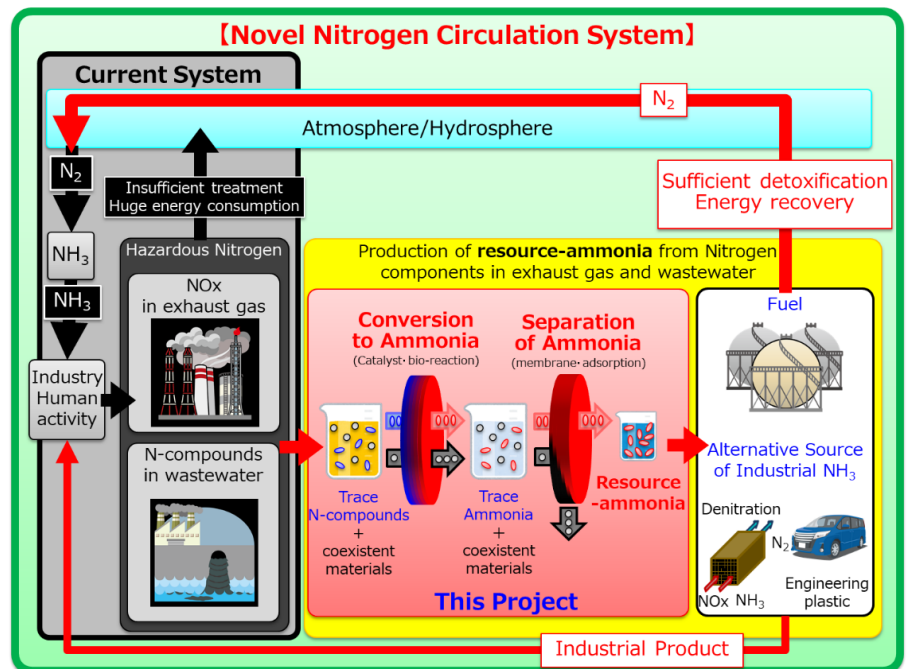 【Novel Nitrogen Circulation System】
Current System
N₂
Atmosphere/Hydrosphere
N₂
Insufficient treatment
Huge energy consumption
Sufficient detoxification
Energy recovery
NH₃
NH₃
Industry
Human
activity
Hazardous Nitrogen
NOx
in exhaust gas
N-compounds
in wastewater
Production of resource-ammonia from Nitrogen
components in exhaust gas and wastewater
Conversion
to Ammonia
(Catalyst・bio-reaction)
Separation
of Ammonia
(membrane・adsorption)
Trace
N-compounds
+
coexistent
materials
Trace
Ammonia
+
coexistent
materials
Resource
-ammonia
This Project
Fuel
Alternative Source
of Industrial NH₃
Denitration
N₂
NOx NH₃
Engineering
plastic
Industrial Product